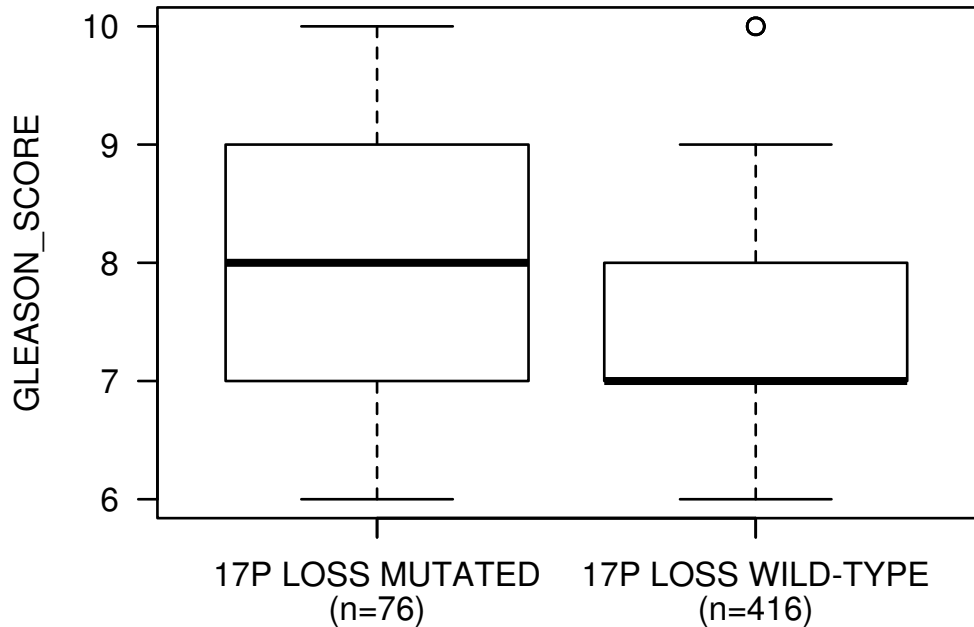 GLEASON_SCORE
10
9
8
7
6
17P LOSS MUTATED
(n=76)
17P LOSS WILD-TYPE
(n=416)